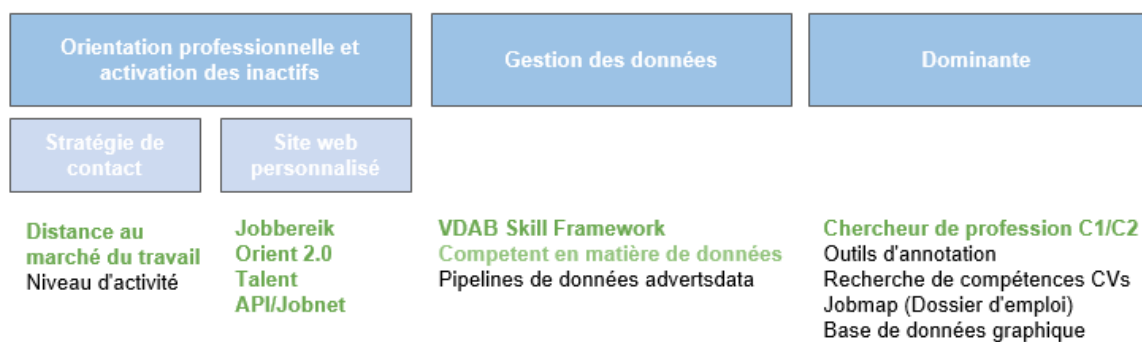 Orientation professionnelle et
activation des inactifs
Gestion des données
Dominante
Stratégie de
contact
Site web
personnalisé
Distance au
marché du travail
Niveau d'activité
Jobbereik
Orient 2.0
Talent
API/Jobnet
VDAB Skill Framework
Competent en matière de données
Pipelines de données advertsdata
Chercheur de profession C1/C2
Outils d'annotation
Recherche de compétences CVs
Jobmap (Dossier d'emploi)
Base de données graphique